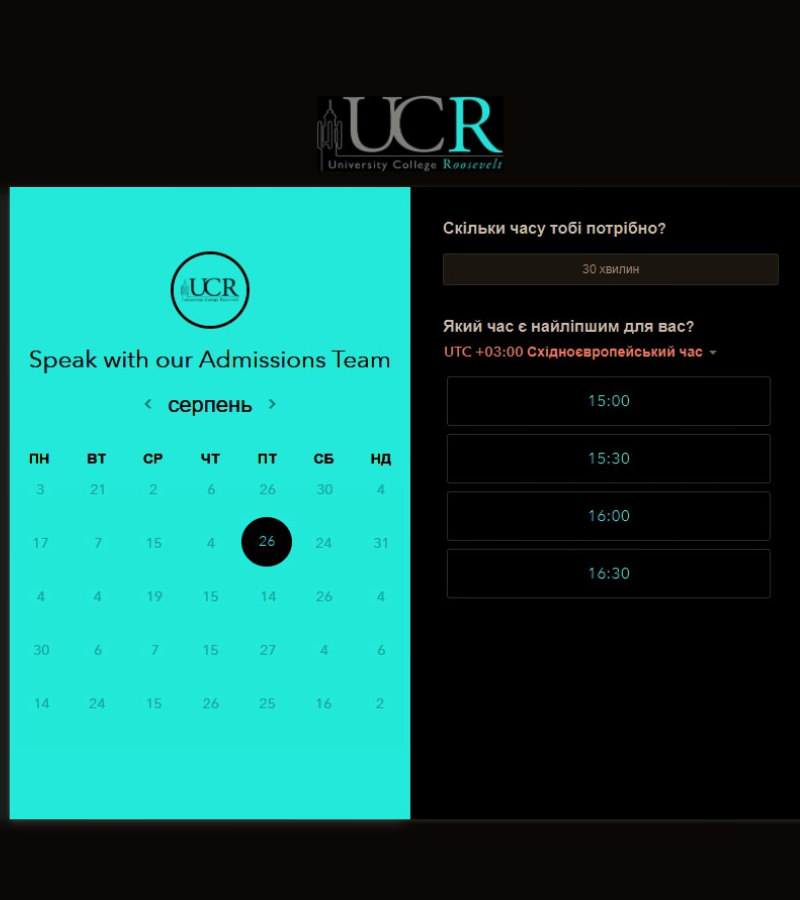 UCR
University College Roosevelt
UCR
University College Roosevelt
Speak with our Admissions Team
‹ серпень ›
ПН ВТ СР ЧТ ПТ СБ НД
3 21 2 6 26 30 4
17 7 15 4 26 24 31
4 4 19 15 14 26 4
30 6 7 15 27 4 6
14 24 15 26 25 16 2
Скільки часу тобі потрібно?
30 хвилин
Який час є найліпшим для вас?
UTC +03:00 Східноєвропейський час
15:00
15:30
16:00
16:30